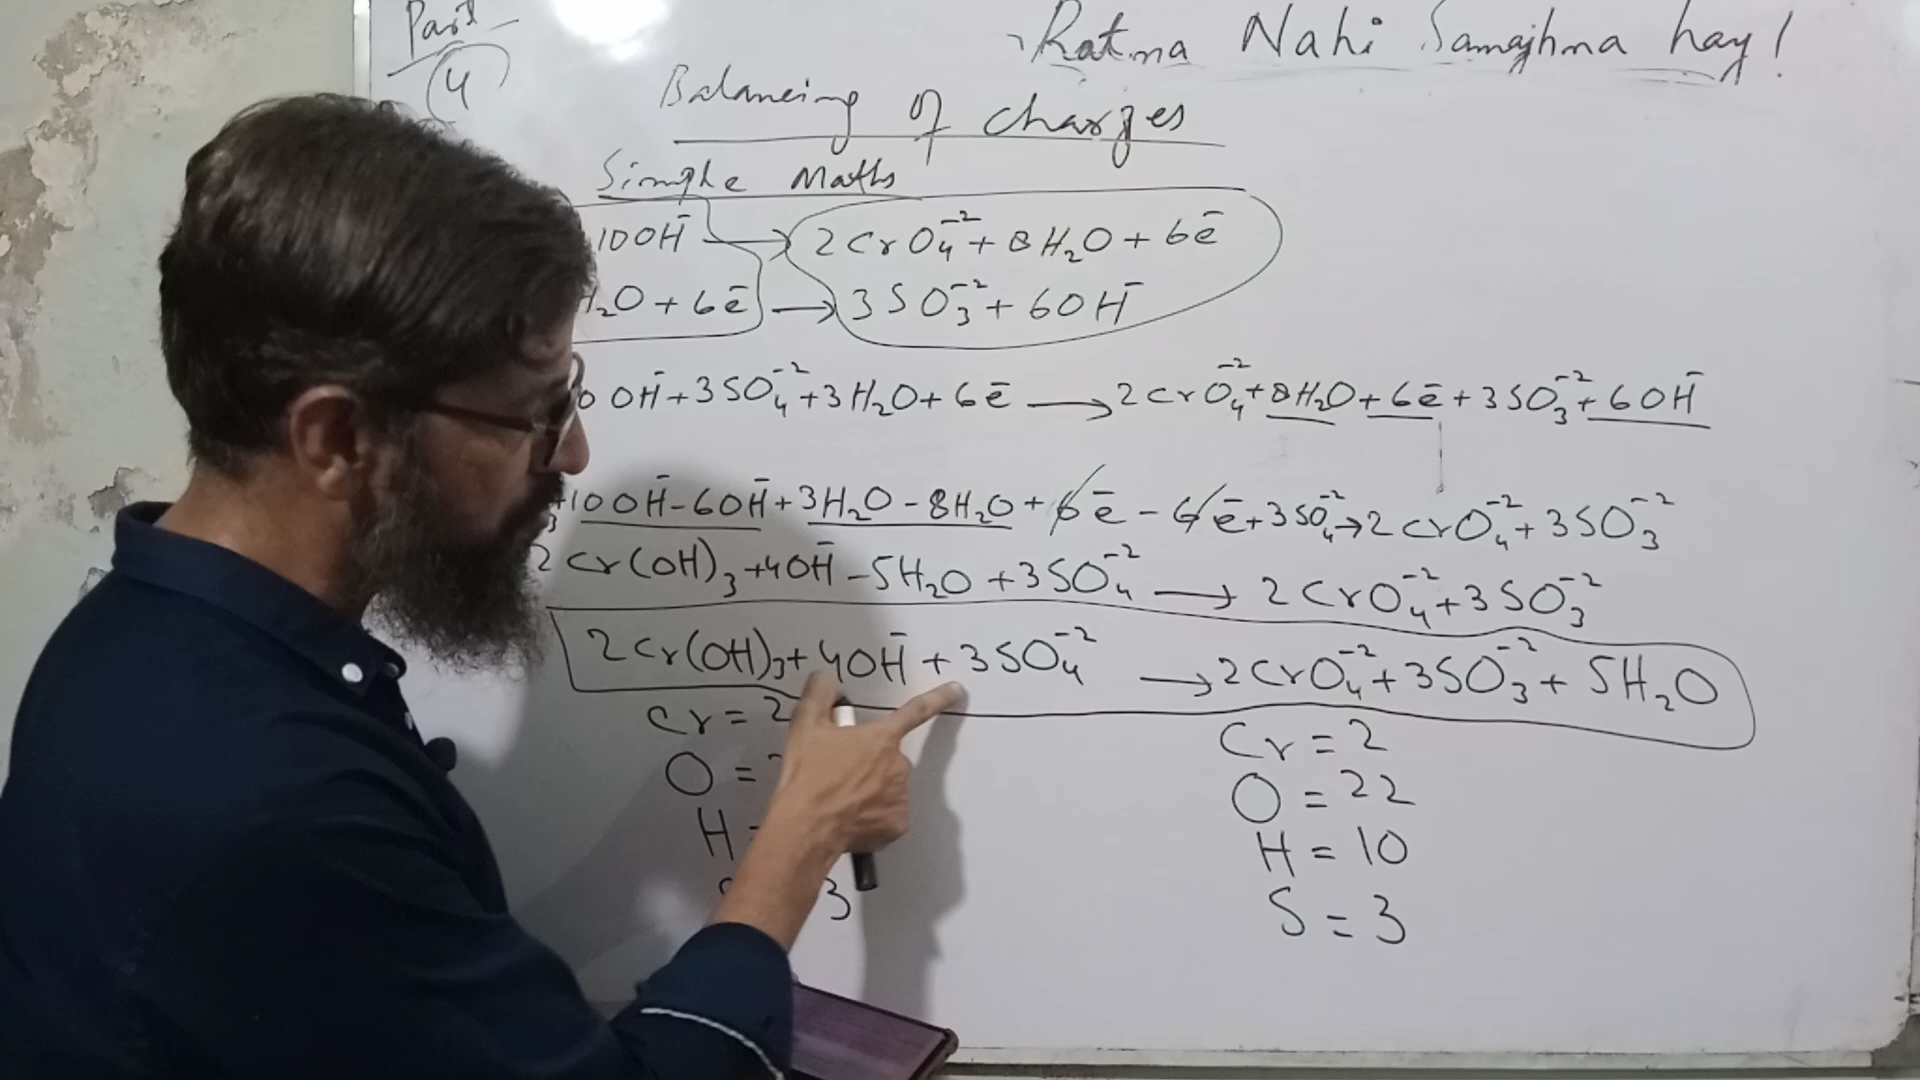 Part
4
Ratna Nahi Samajhna hay!
Balancing of charges
Simple Maths
10OH⁻ → 2CrO₄⁻² + 8H₂O + 6e⁻
H₂O + 6e⁻ → 3SO₃⁻² + 6OH⁻
0OH⁻ + 3SO₄⁻² + 3H₂O + 6e⁻ → 2CrO₄⁻² + 8H₂O + 6e⁻ + 3SO₃⁻² + 6OH⁻
₃ + 10OH⁻ - 6OH⁻ + 3H₂O - 8H₂O + 6e⁻ - 6e⁻ + 3SO₄⁻² → 2CrO₄⁻² + 3SO₃⁻²
2Cr(OH)₃ + 4OH⁻ - 5H₂O + 3SO₄⁻² → 2CrO₄⁻² + 3SO₃⁻²
2Cr(OH)₃ + 4OH⁻ + 3SO₄⁻² → 2CrO₄⁻² + 3SO₃⁻² + 5H₂O
Cr = 2
O =
H =
3
Cr = 2
O = 22
H = 10
S = 3